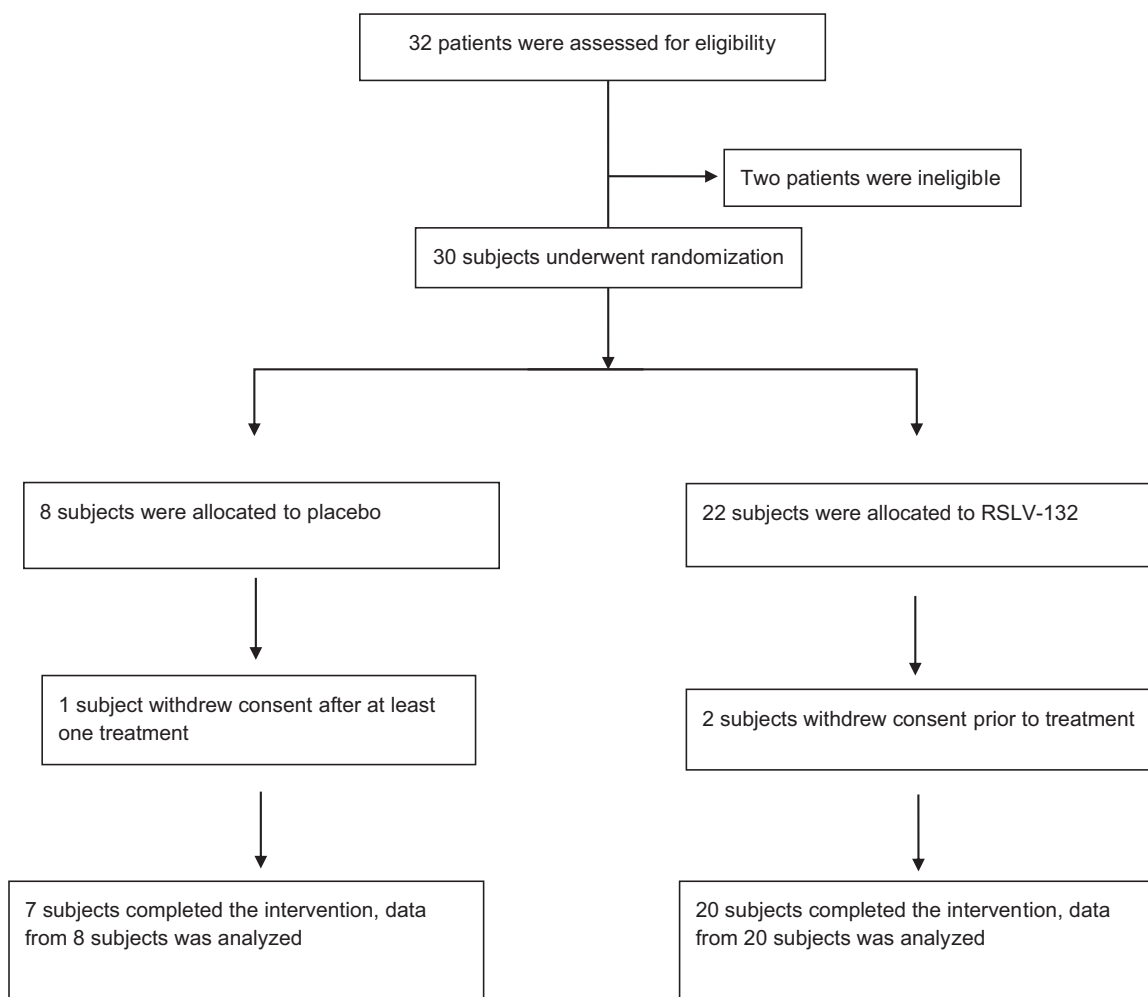 32 patients were assessed for eligibility
Two patients were ineligible
30 subjects underwent randomization
8 subjects were allocated to placebo
22 subjects were allocated to RSLV-132
1 subject withdrew consent after at least
one treatment
2 subjects withdrew consent prior to treatment
7 subjects completed the intervention, data
from 8 subjects was analyzed
20 subjects completed the intervention, data
from 20 subjects was analyzed